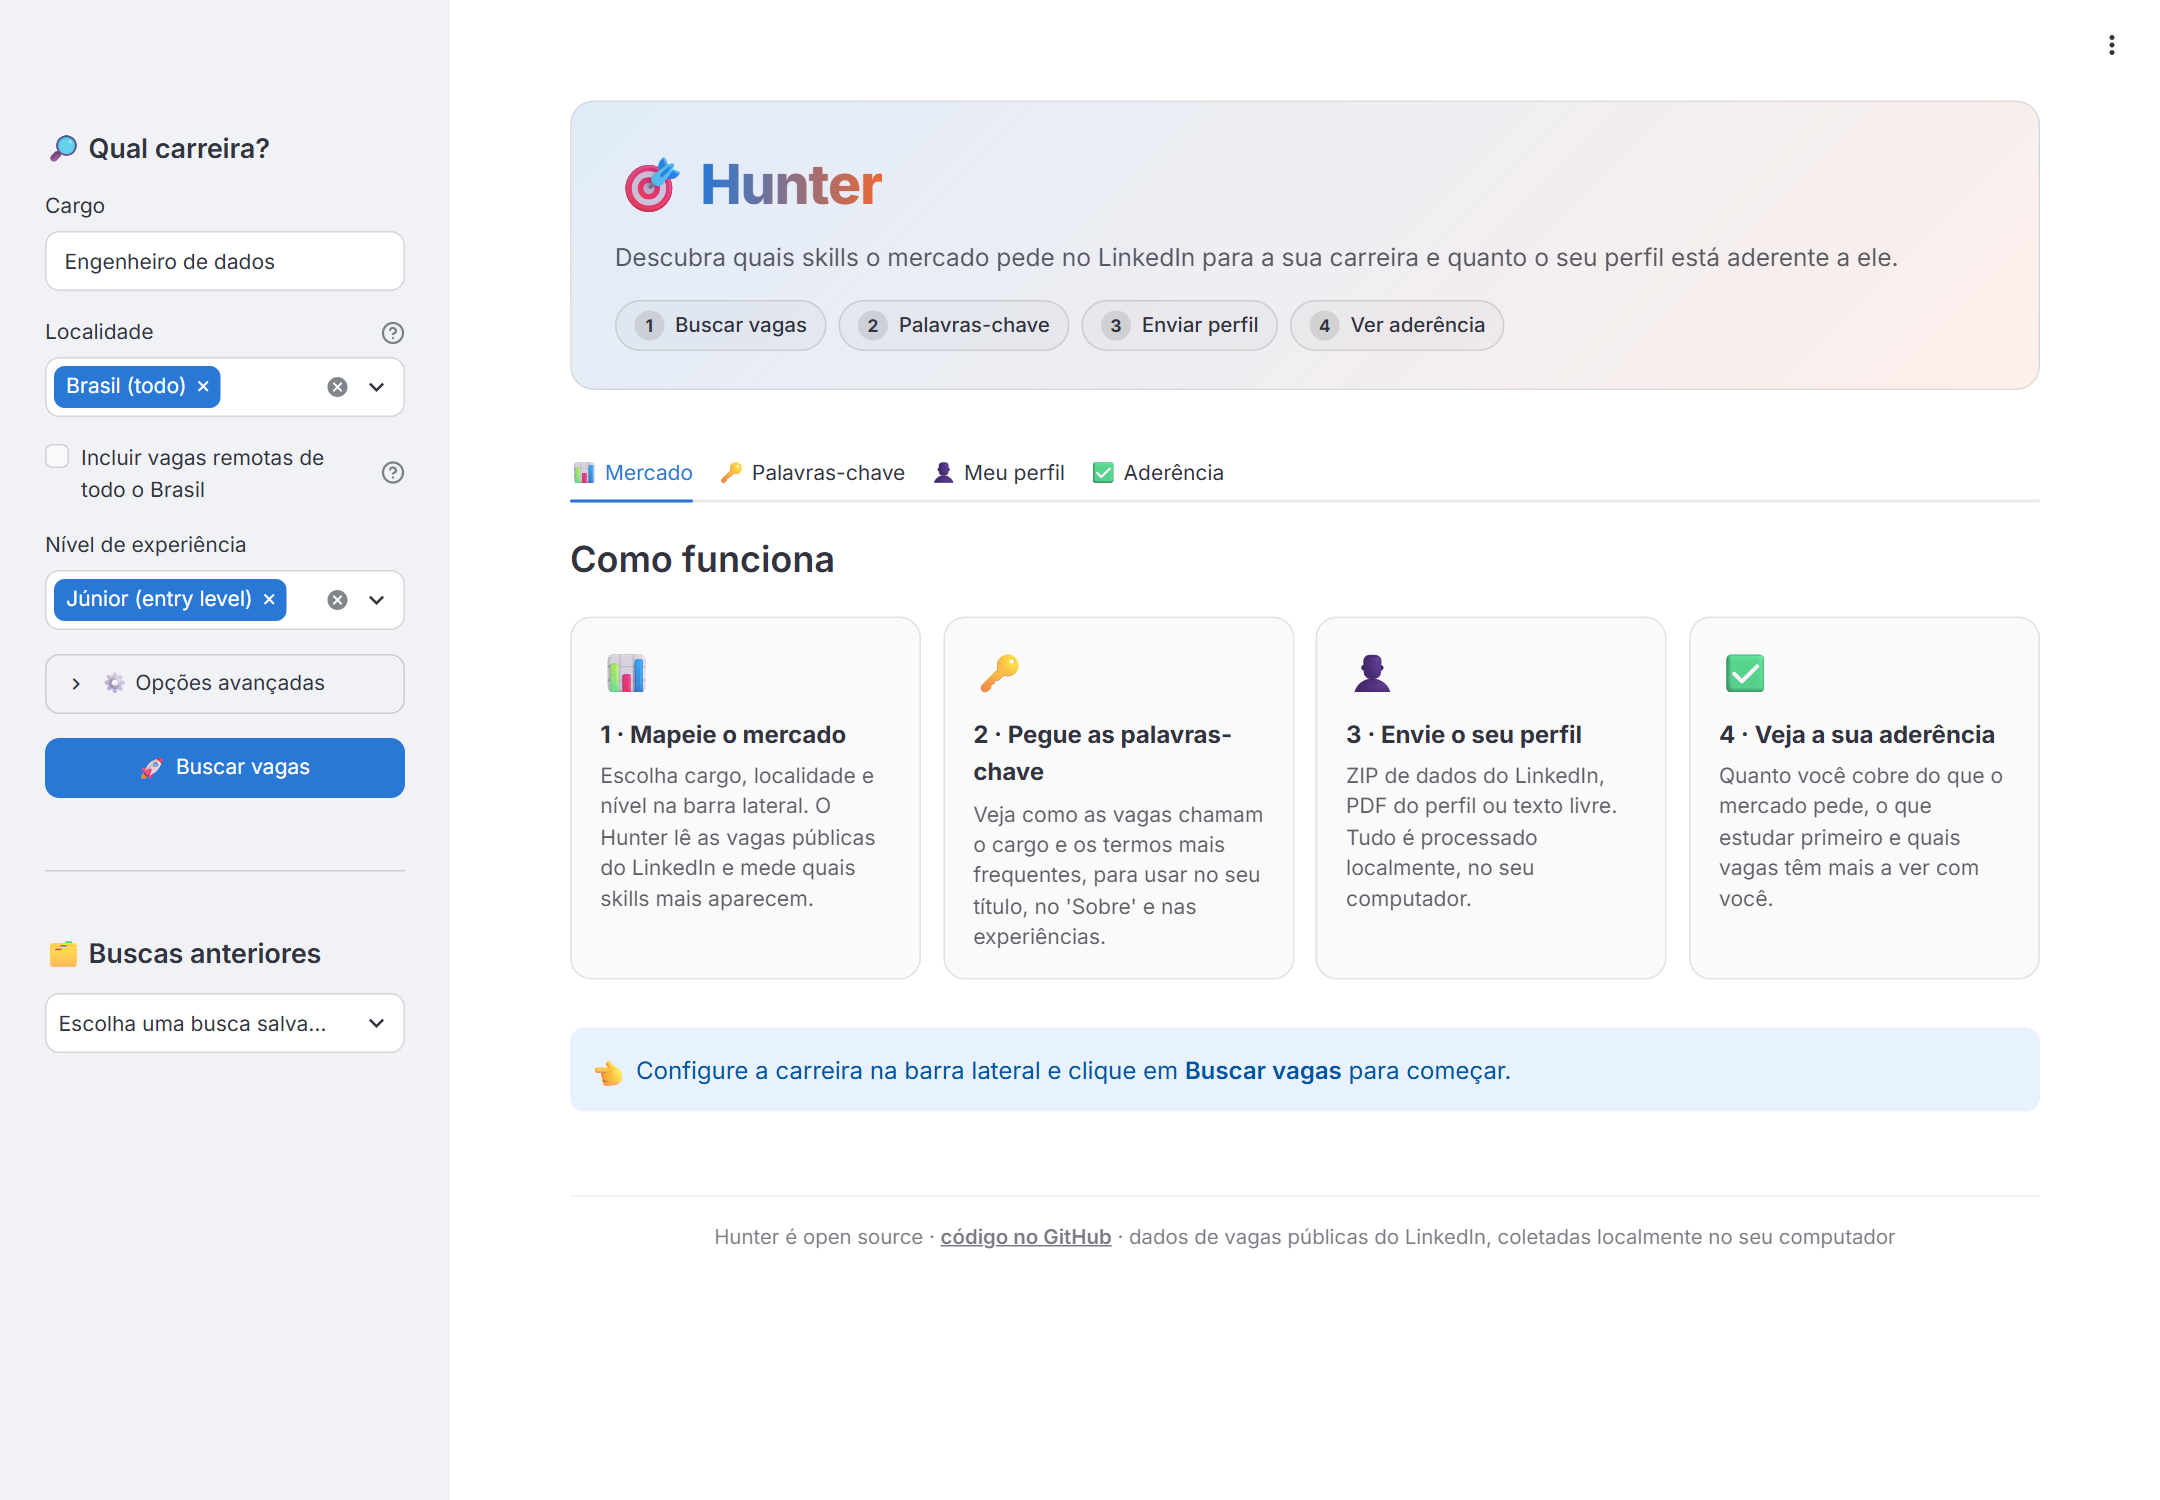 Qual carreira?
Cargo
Engenheiro de dados
Localidade
Brasil (todo)
Incluir vagas remotas de
todo o Brasil
Nível de experiência
Júnior (entry level)
Opções avançadas
Buscar vagas
Buscas anteriores
Escolha uma busca salva...
Hunter
Descubra quais skills o mercado pede no LinkedIn para a sua carreira e quanto o seu perfil está aderente a ele.
1 Buscar vagas 2 Palavras-chave 3 Enviar perfil 4 Ver aderência
Mercado Palavras-chave Meu perfil Aderência
Como funciona
1 · Mapeie o mercado
Escolha cargo, localidade e
nível na barra lateral. O
Hunter lê as vagas públicas
do LinkedIn e mede quais
skills mais aparecem.
2 · Pegue as palavras-
chave
Veja como as vagas chamam
o cargo e os termos mais
frequentes, para usar no seu
título, no 'Sobre' e nas
experiências.
3 · Envie o seu perfil
ZIP de dados do LinkedIn,
PDF do perfil ou texto livre.
Tudo é processado
localmente, no seu
computador.
4 · Veja a sua aderência
Quanto você cobre do que o
mercado pede, o que
estudar primeiro e quais
vagas têm mais a ver com
você.
Configure a carreira na barra lateral e clique em Buscar vagas para começar.
Hunter é open source · código no GitHub · dados de vagas públicas do LinkedIn, coletadas localmente no seu computador